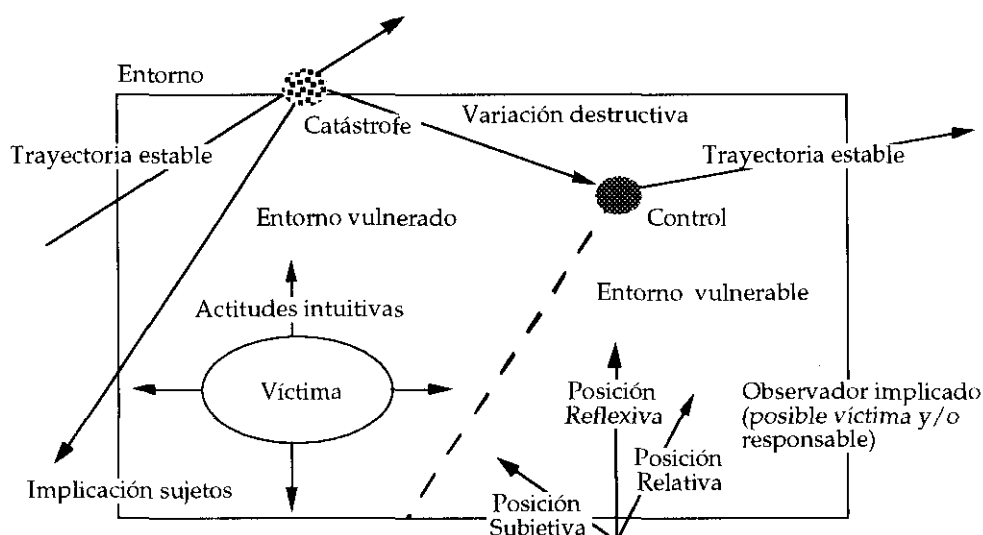 Entorno
Catástrofe
Variación destructiva
Trayectoria estable
Trayectoria estable
Entorno vulnerado
Control
Actitudes intuitivas
Entorno vulnerable
Víctima
Posición
Reflexiva
Observador implicado
(posible víctima y/o
responsable)
Posición
Relativa
Implicación sujetos
Posición
Subjetiva